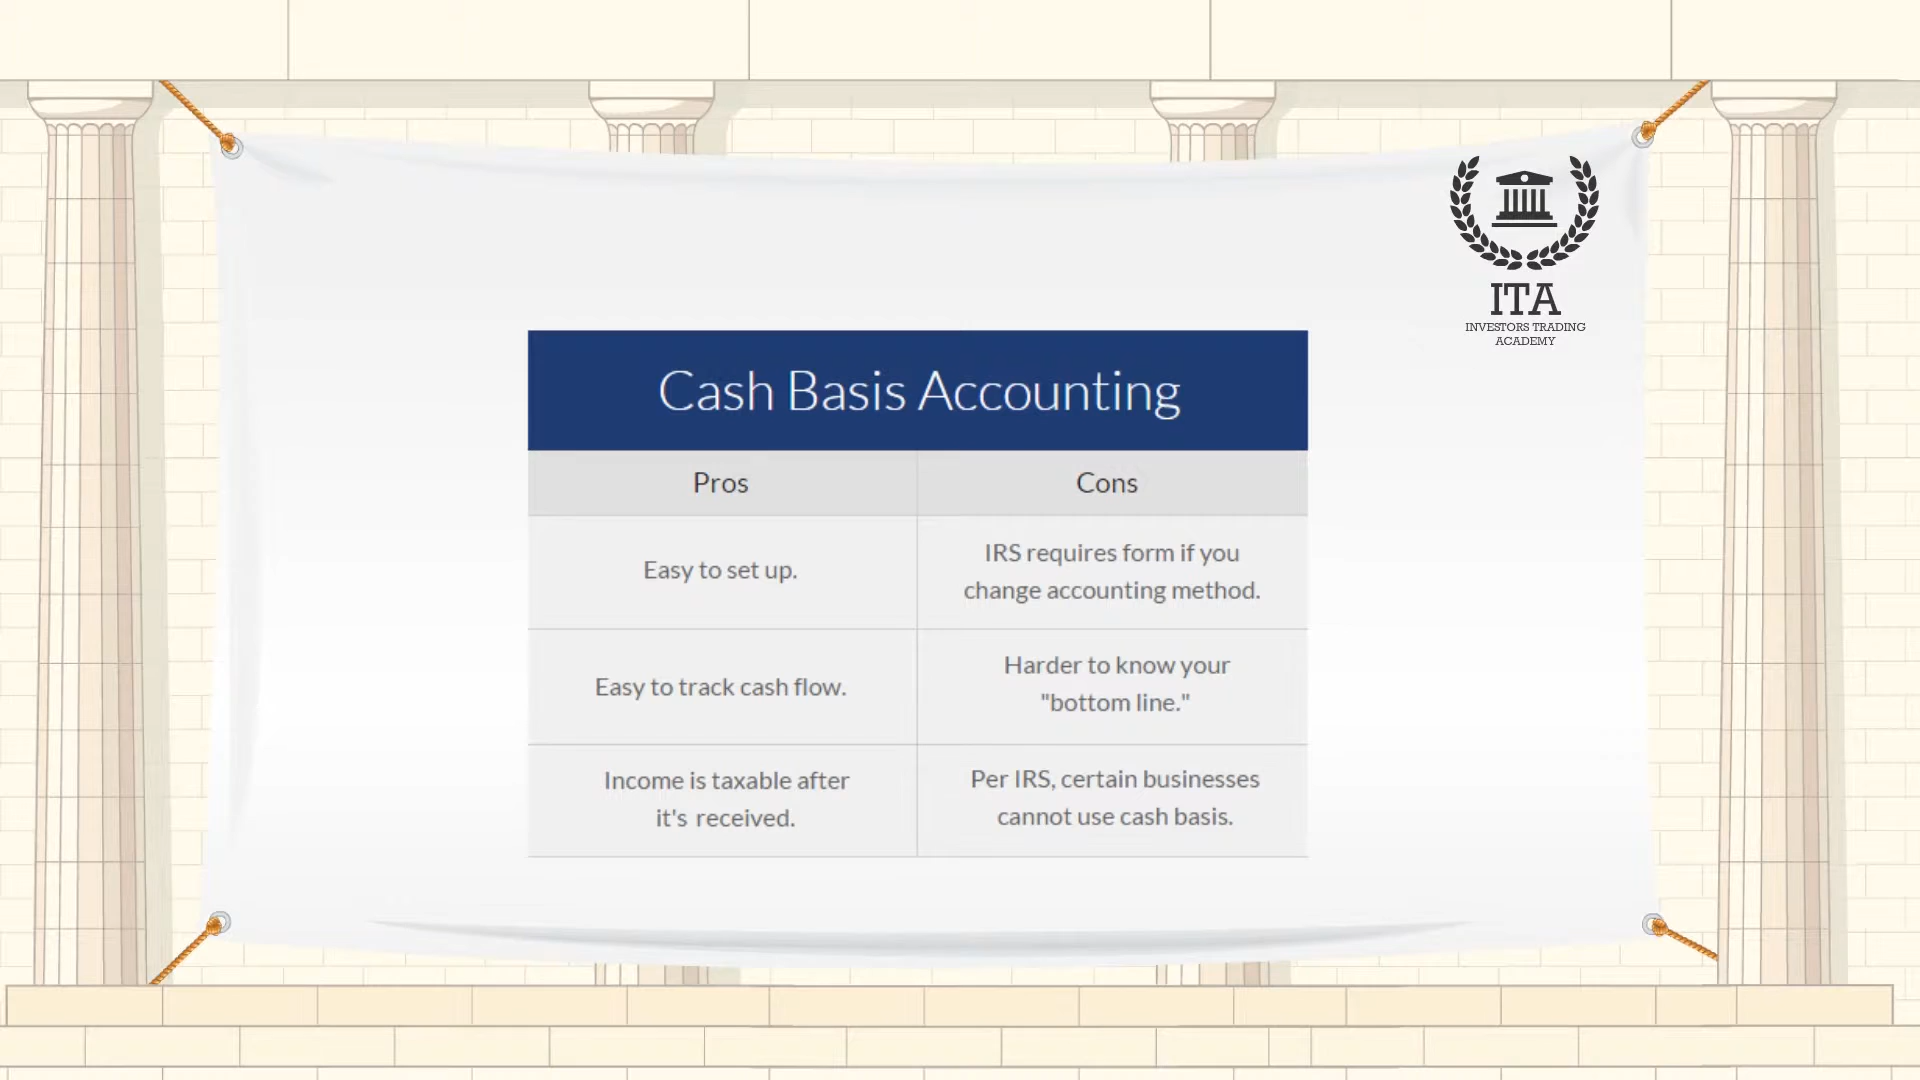 ITA
INVESTORS TRADING
ACADEMY
Cash Basis Accounting
Pros
Cons
Easy to set up.
IRS requires form if you
change accounting method.
Easy to track cash flow.
Harder to know your
"bottom line."
Income is taxable after
it's received.
Per IRS, certain businesses
cannot use cash basis.